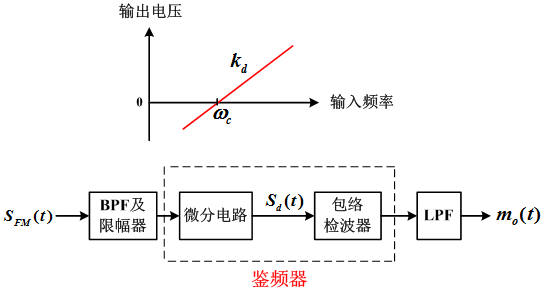 输出电压
k_d
0
ω_c
输入频率
S_FM(t)
BPF及
限幅器
微分电路
S_d(t)
包络
检波器
LPF
m_o(t)
鉴频器